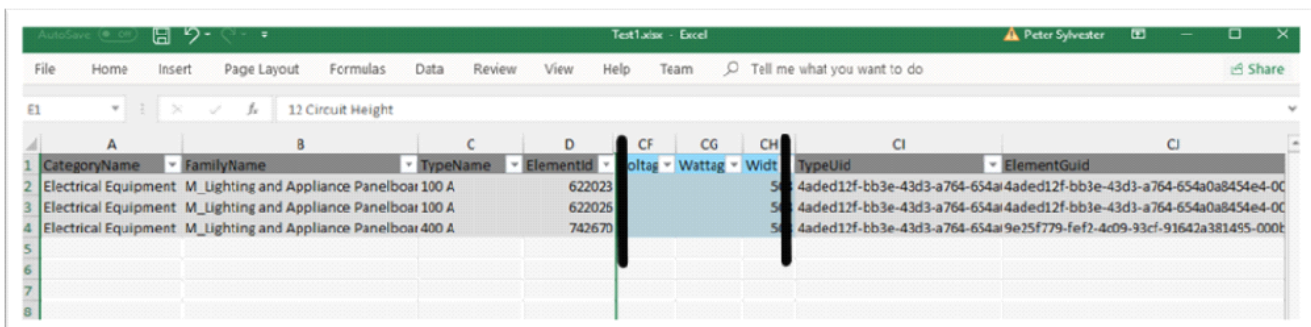 AutoSave Off Test1.xlsx - Excel Peter Sylvester
File Home Insert Page Layout Formulas Data Review View Help Team Tell me what you want to do Share
E1 fx 12 Circuit Height
A B C D CF CG CH CI CJ
1 CategoryName FamilyName TypeName ElementId oltag Wattag Widt TypeUid ElementGuid
2 Electrical Equipment M_Lighting and Appliance Panelboar 100 A 622023 4aded12f-bb3e-43d3-a764-654a 4aded12f-bb3e-43d3-a764-654a0a8454e4-00
3 Electrical Equipment M_Lighting and Appliance Panelboar 100 A 622026 4aded12f-bb3e-43d3-a764-654a 4aded12f-bb3e-43d3-a764-654a0a8454e4-00
4 Electrical Equipment M_Lighting and Appliance Panelboar 400 A 742670 4aded12f-bb3e-43d3-a764-654a 9e25f779-fef2-4c09-93cf-91642a381495-000b
5
6
7
8